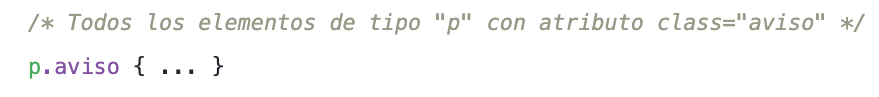 /* Todos los elementos de tipo "p" con atributo class="aviso" */
p.aviso { ... }